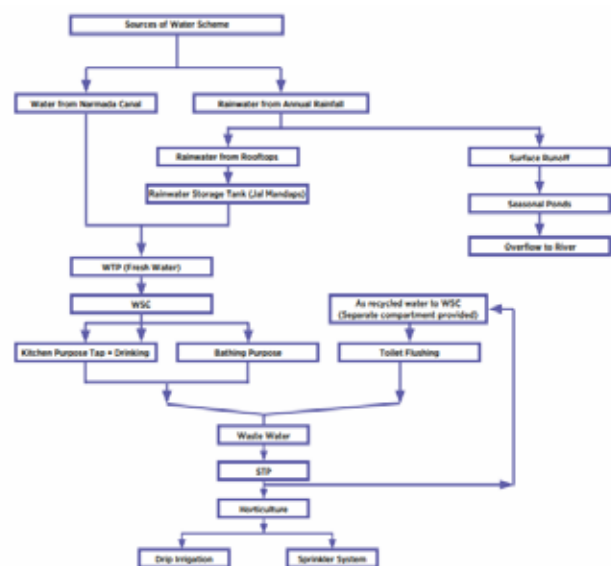 Sources of Water Scheme
Water from Narmada Canal
Rainwater from Annual Rainfall
Rainwater from Rooftops
Surface Runoff
Rainwater Storage Tank (Jal Mandaps)
Seasonal Ponds
Overflow to River
WTP (Fresh Water)
WSC
As recycled water to WSC
(Separate compartment provided)
Kitchen Purpose Tap + Drinking
Bathing Purpose
Toilet Flushing
Waste Water
STP
Horticulture
Drip Irrigation
Sprinkler System